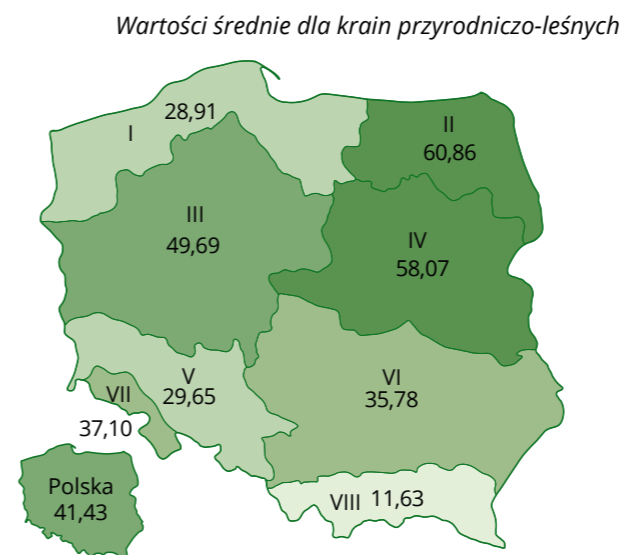 Wartości średnie dla krain przyrodniczo-leśnych
I
28,91
II
60,86
III
49,69
IV
58,07
V
29,65
VI
35,78
VII
37,10
VIII 11,63
Polska
41,43